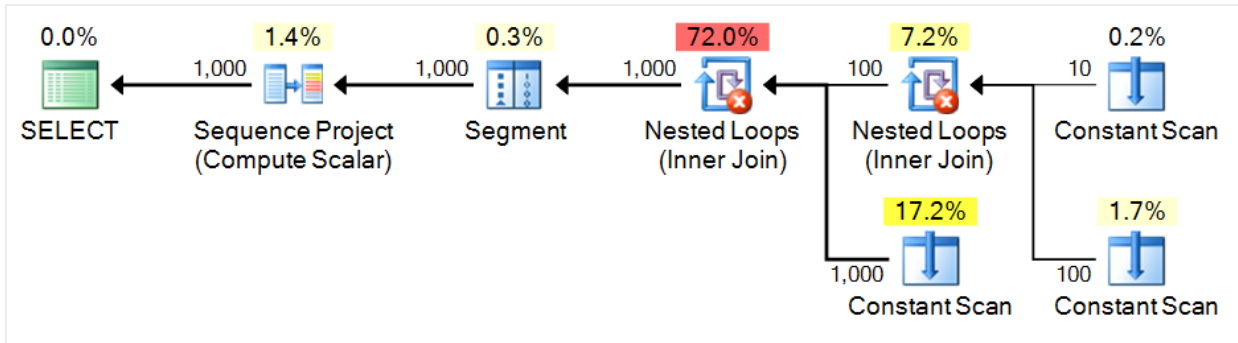 0.0%
1.4%
0.3%
72.0%
7.2%
0.2%
1,000
1,000
1,000
100
10
SELECT
Sequence Project
(Compute Scalar)
Segment
Nested Loops
(Inner Join)
Nested Loops
(Inner Join)
Constant Scan
17.2%
1.7%
1,000
100
Constant Scan
Constant Scan